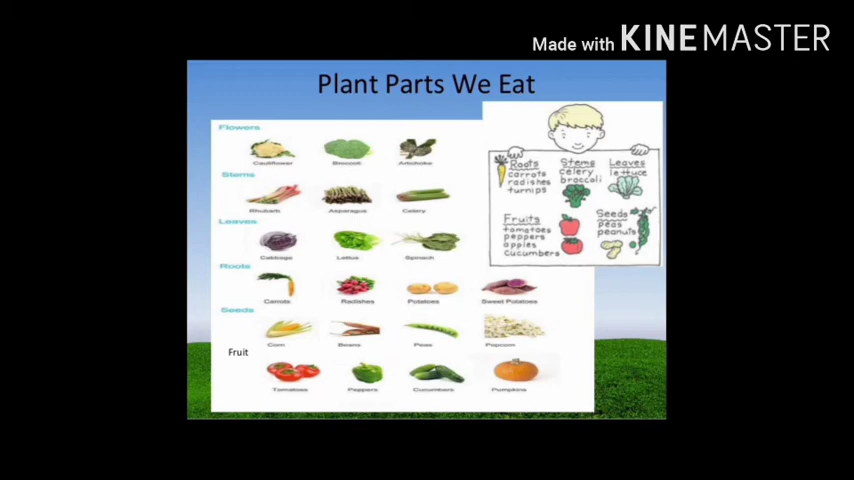 Made with KINEMASTER
Plant Parts We Eat
Flowers
Cauliflower Broccoli Artichoke
Stems
Rhubarb Asparagus Celery
Leaves
Cabbage Lettus Spinach
Roots
Carrots Radishes Potatoes Sweet Potatoes
Seeds
Corn Beans Peas Popcorn
Fruit
Tomatoes Peppers Cucumbers Pumpkins
Roots
carrots
radishes
turnips
Stems
celery
broccoli
Leaves
lettuce
Fruits
tomatoes
peppers
apples
cucumbers
Seeds
peas
peanuts